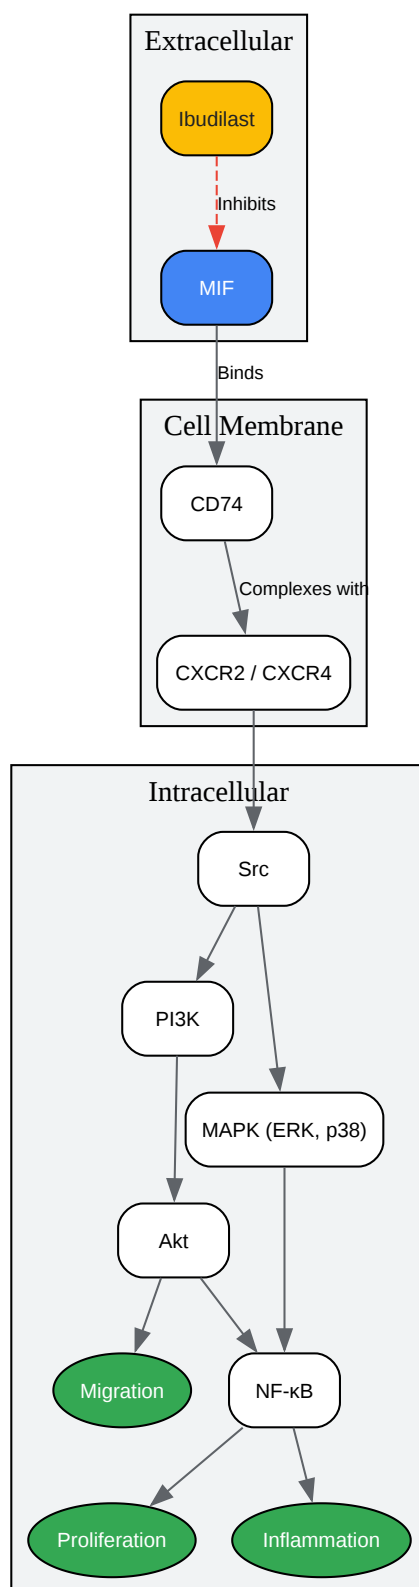 Extracellular
Ibudilast
Inhibits
MIF
Binds
Cell Membrane
CD74
Complexes with
CXCR2 / CXCR4
Intracellular
Src
PI3K
MAPK (ERK, p38)
Akt
Migration
NF-κB
Proliferation
Inflammation